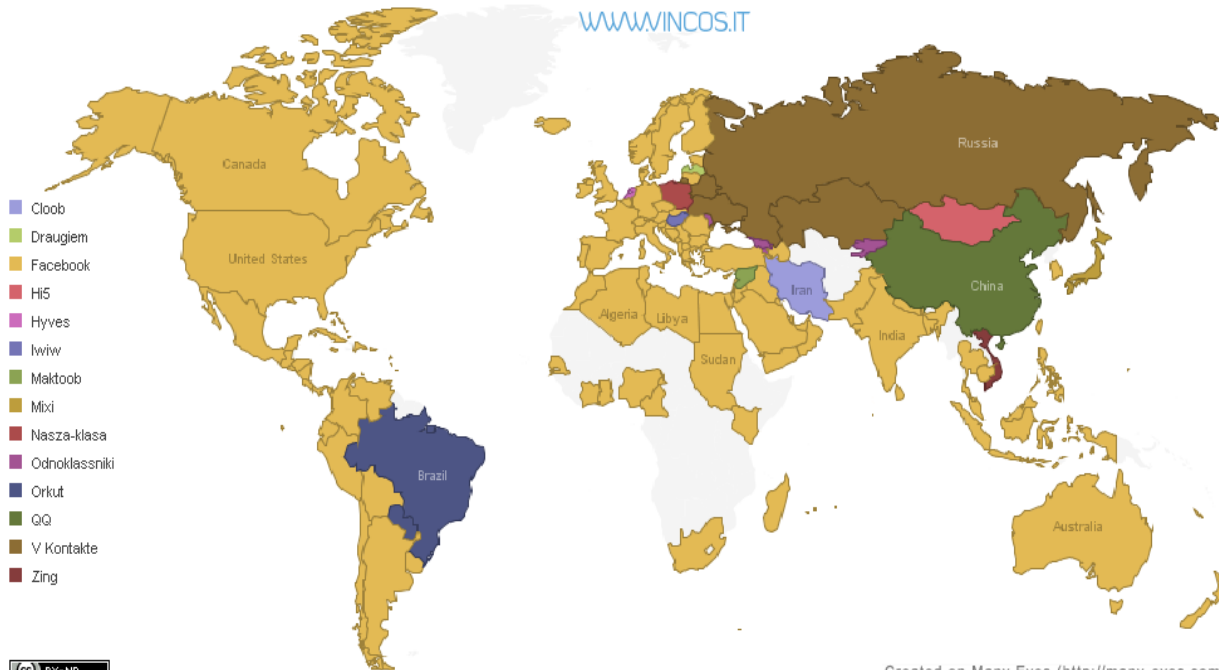 WWW.VINCOS.IT
Russia
Canada
United States
Iran
China
Algeria
Libya
India
Sudan
Brazil
Australia
Cloob
Draugiem
Facebook
Hi5
Hyves
Iwiw
Maktoob
Mixi
Nasza-klasa
Odnoklassniki
Orkut
QQ
V Kontakte
Zing